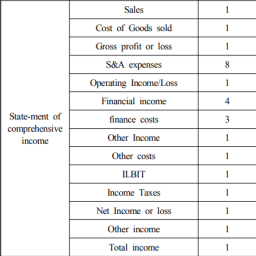 Sales 1
Cost of Goods sold 1
Gross profit or loss 1
S&A expenses 8
Operating Income/Loss 1
Financial income 4
State-ment of
comprehensive
income
finance costs 3
Other Income 1
Other costs 1
ILBIT 1
Income Taxes 1
Net Income or loss 1
Other income 1
Total income 1